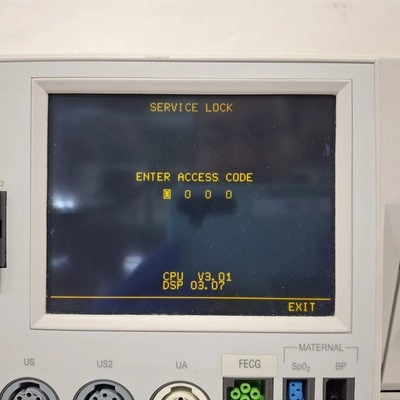 SERVICE LOCK
ENTER ACCESS CODE
0 0 0 0
CPU V3.01
DSP 03.07
EXIT
MATERNAL
US US2 UA FECG SpO₂ BP